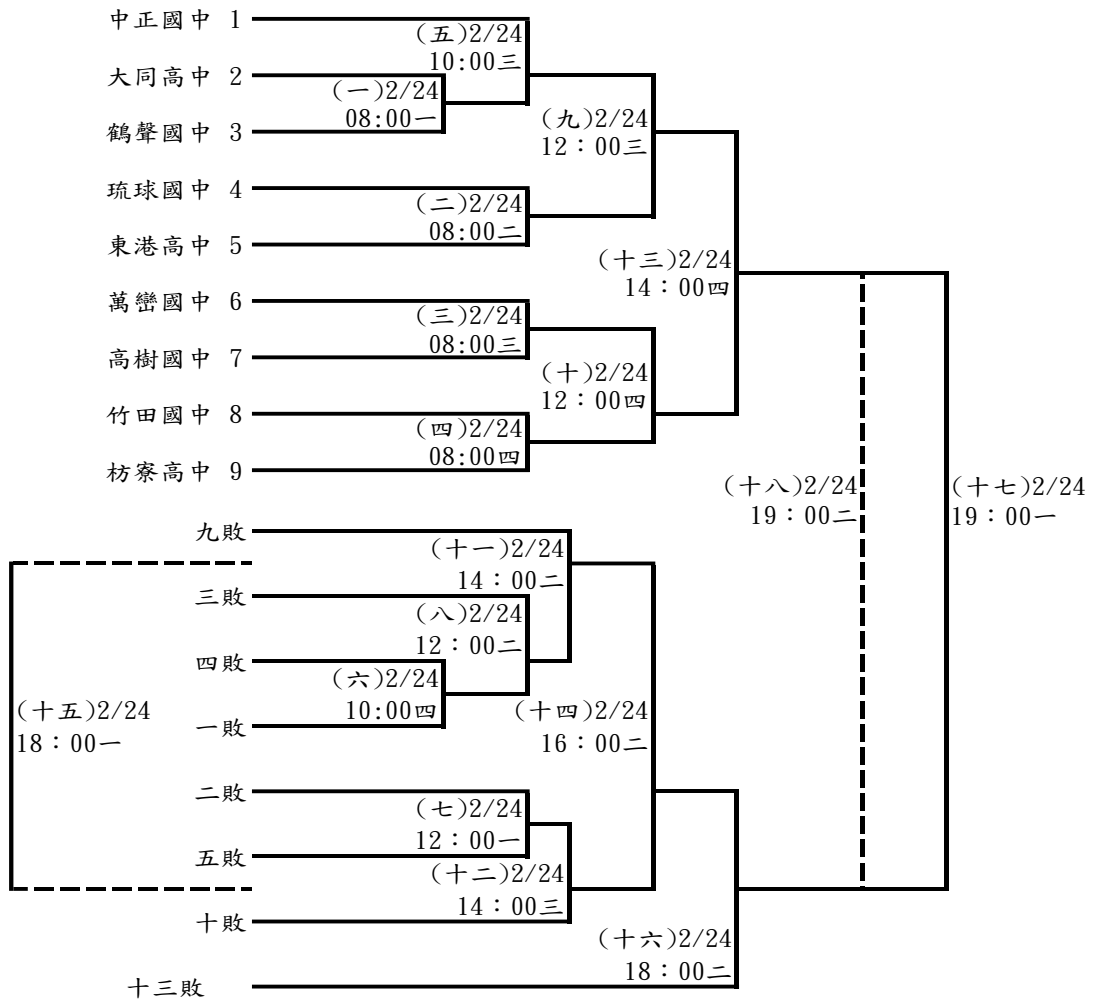 中正國中 1
(五)2/24
10:00三
大同高中 2
(一)2/24
08:00一
鶴聲國中 3
(九)2/24
12：00三
琉球國中 4
(二)2/24
08:00二
東港高中 5
(十三)2/24
14：00四
萬巒國中 6
(三)2/24
08:00三
高樹國中 7
(十)2/24
12：00四
竹田國中 8
(四)2/24
08:00四
枋寮高中 9
(十八)2/24
19：00二
(十七)2/24
19：00一
九敗
(十一)2/24
14：00二
三敗
(八)2/24
12：00二
四敗
(六)2/24
10:00四
一敗
(十五)2/24
18：00一
(十四)2/24
16：00二
二敗
(七)2/24
12：00一
五敗
(十二)2/24
14：00三
十敗
(十六)2/24
18：00二
十三敗